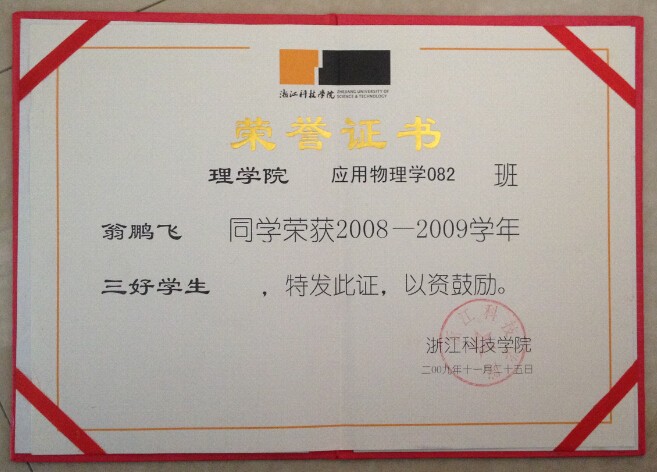 浙江科技学院 ZHEJIANG UNIVERSITY OF
SCIENCE & TECHNOLOGY
荣誉证书
理学院 应用物理学082 班
翁鹏飞 同学荣获2008—2009学年
三好学生 ，特发此证，以资鼓励。
浙江科技学院
二00九年十一月二十五日